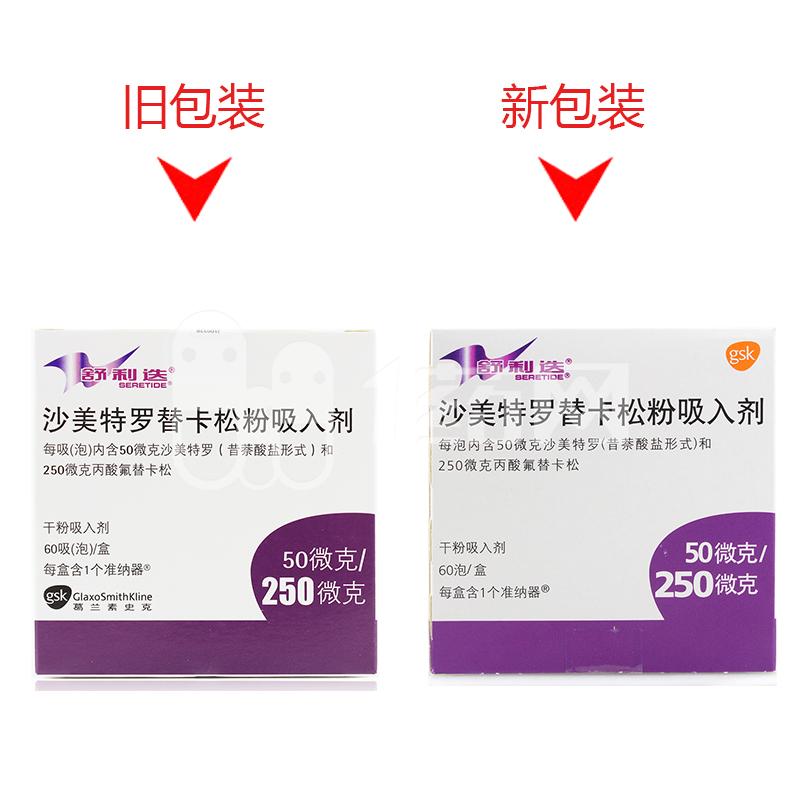 旧包装
新包装
舒利迭®
SERETIDE®
沙美特罗替卡松粉吸入剂
每吸(泡)内含50微克沙美特罗(昔萘酸盐形式)和
250微克丙酸氟替卡松
干粉吸入剂
60吸(泡)/盒
每盒含1个准纳器®
50微克/
250微克
gsk GlaxoSmithKline
葛兰素史克
舒利迭®
SERETIDE®
gsk
沙美特罗替卡松粉吸入剂
每泡内含50微克沙美特罗(昔萘酸盐形式)和
250微克丙酸氟替卡松
干粉吸入剂
60泡/盒
每盒含1个准纳器®
50微克/
250微克